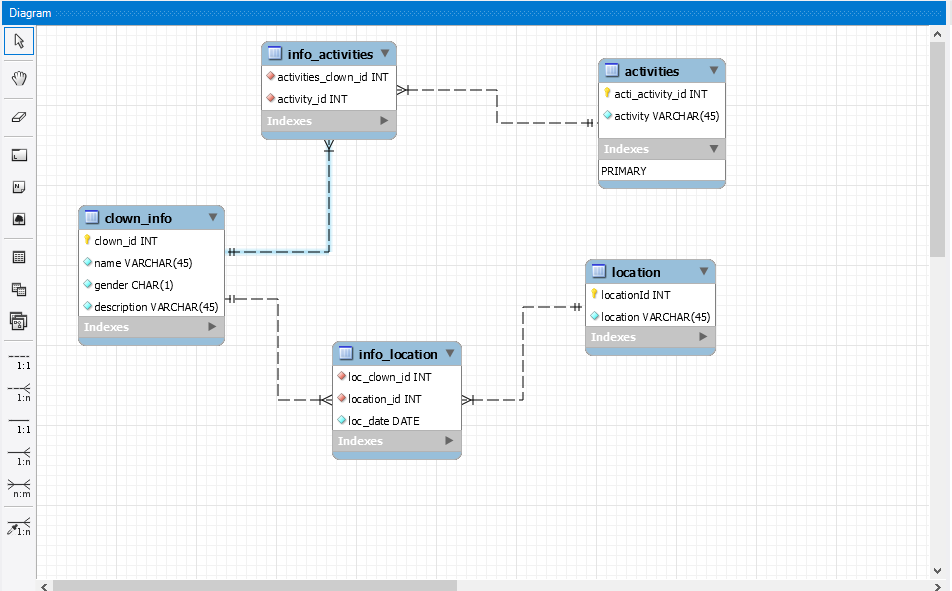 Diagram
info_activities
activities_clown_id INT
activity_id INT
Indexes
activities
acti_activity_id INT
activity VARCHAR(45)
Indexes
PRIMARY
clown_info
clown_id INT
name VARCHAR(45)
gender CHAR(1)
description VARCHAR(45)
Indexes
location
locationId INT
location VARCHAR(45)
Indexes
info_location
loc_clown_id INT
location_id INT
loc_date DATE
Indexes
1:1
1:n
1:1
1:n
n:m
1:n